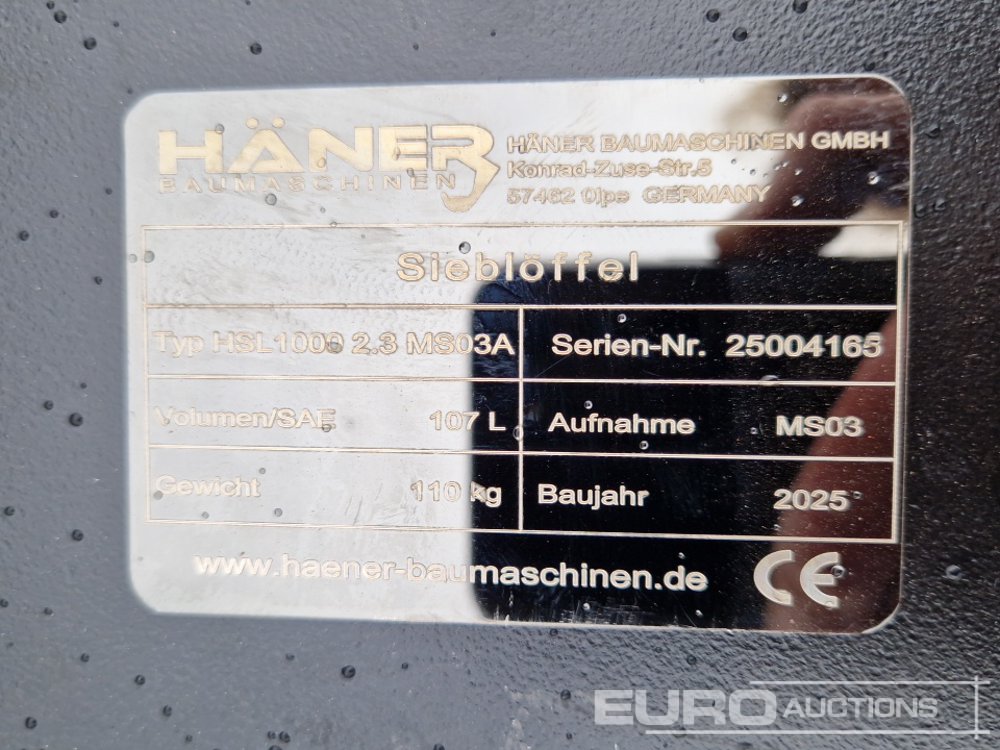 HÄNER
BAUMASCHINEN
HÄNER BAUMASCHINEN GMBH
Konrad-Zuse-Str.5
57462 Olpe GERMANY
Sieblöffel
Typ HSL1000 2.3 MS03A
Serien-Nr. 25004165
Volumen/SAE 107 L
Aufnahme MS03
Gewicht 110 kg
Baujahr 2025
www.haener-baumaschinen.de
CE
EURO AUCTIONS